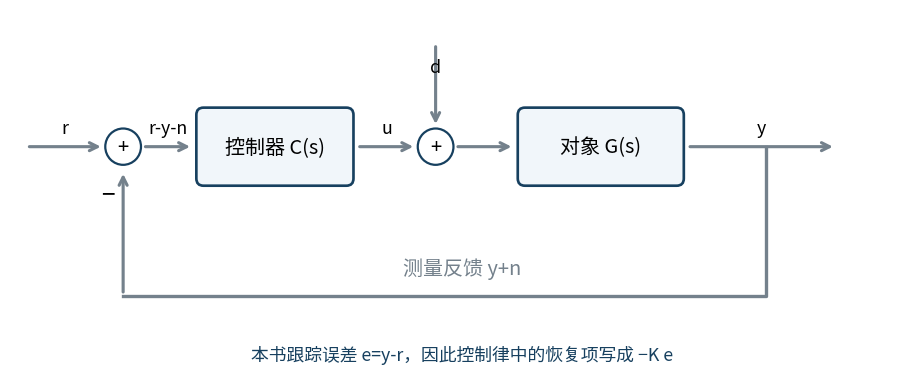 d
r
+
r-y-n
控制器 C(s)
u
+
对象 G(s)
y
−
测量反馈 y+n
本书跟踪误差 e=y-r，因此控制律中的恢复项写成 −K e